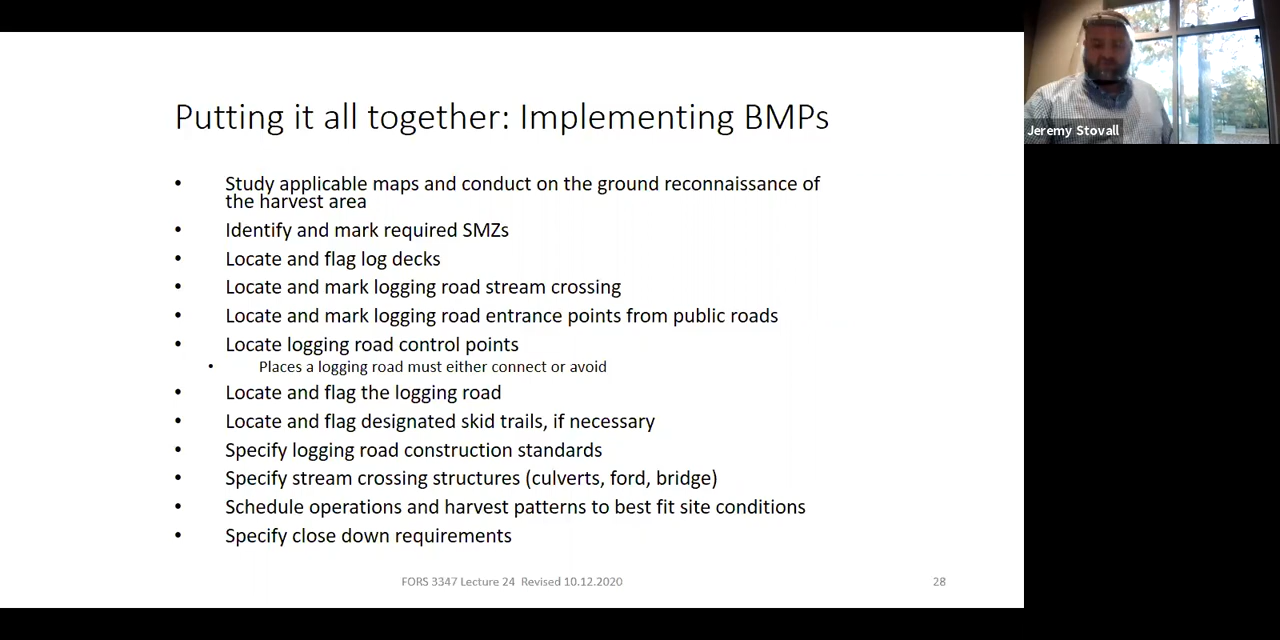 Putting it all together: Implementing BMPs
• Study applicable maps and conduct on the ground reconnaissance of
the harvest area
• Identify and mark required SMZs
• Locate and flag log decks
• Locate and mark logging road stream crossing
• Locate and mark logging road entrance points from public roads
• Locate logging road control points
• Places a logging road must either connect or avoid
• Locate and flag the logging road
• Locate and flag designated skid trails, if necessary
• Specify logging road construction standards
• Specify stream crossing structures (culverts, ford, bridge)
• Schedule operations and harvest patterns to best fit site conditions
• Specify close down requirements
FORS 3347 Lecture 24 Revised 10.12.2020
28
Jeremy Stovall